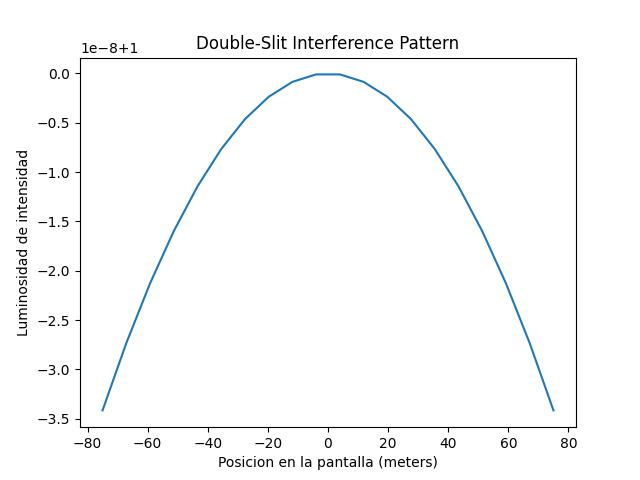 Double-Slit Interference Pattern
1e−8+1
0.0
−0.5
−1.0
−1.5
−2.0
−2.5
−3.0
−3.5
Luminosidad de intensidad
−80 −60 −40 −20 0 20 40 60 80
Posicion en la pantalla (meters)